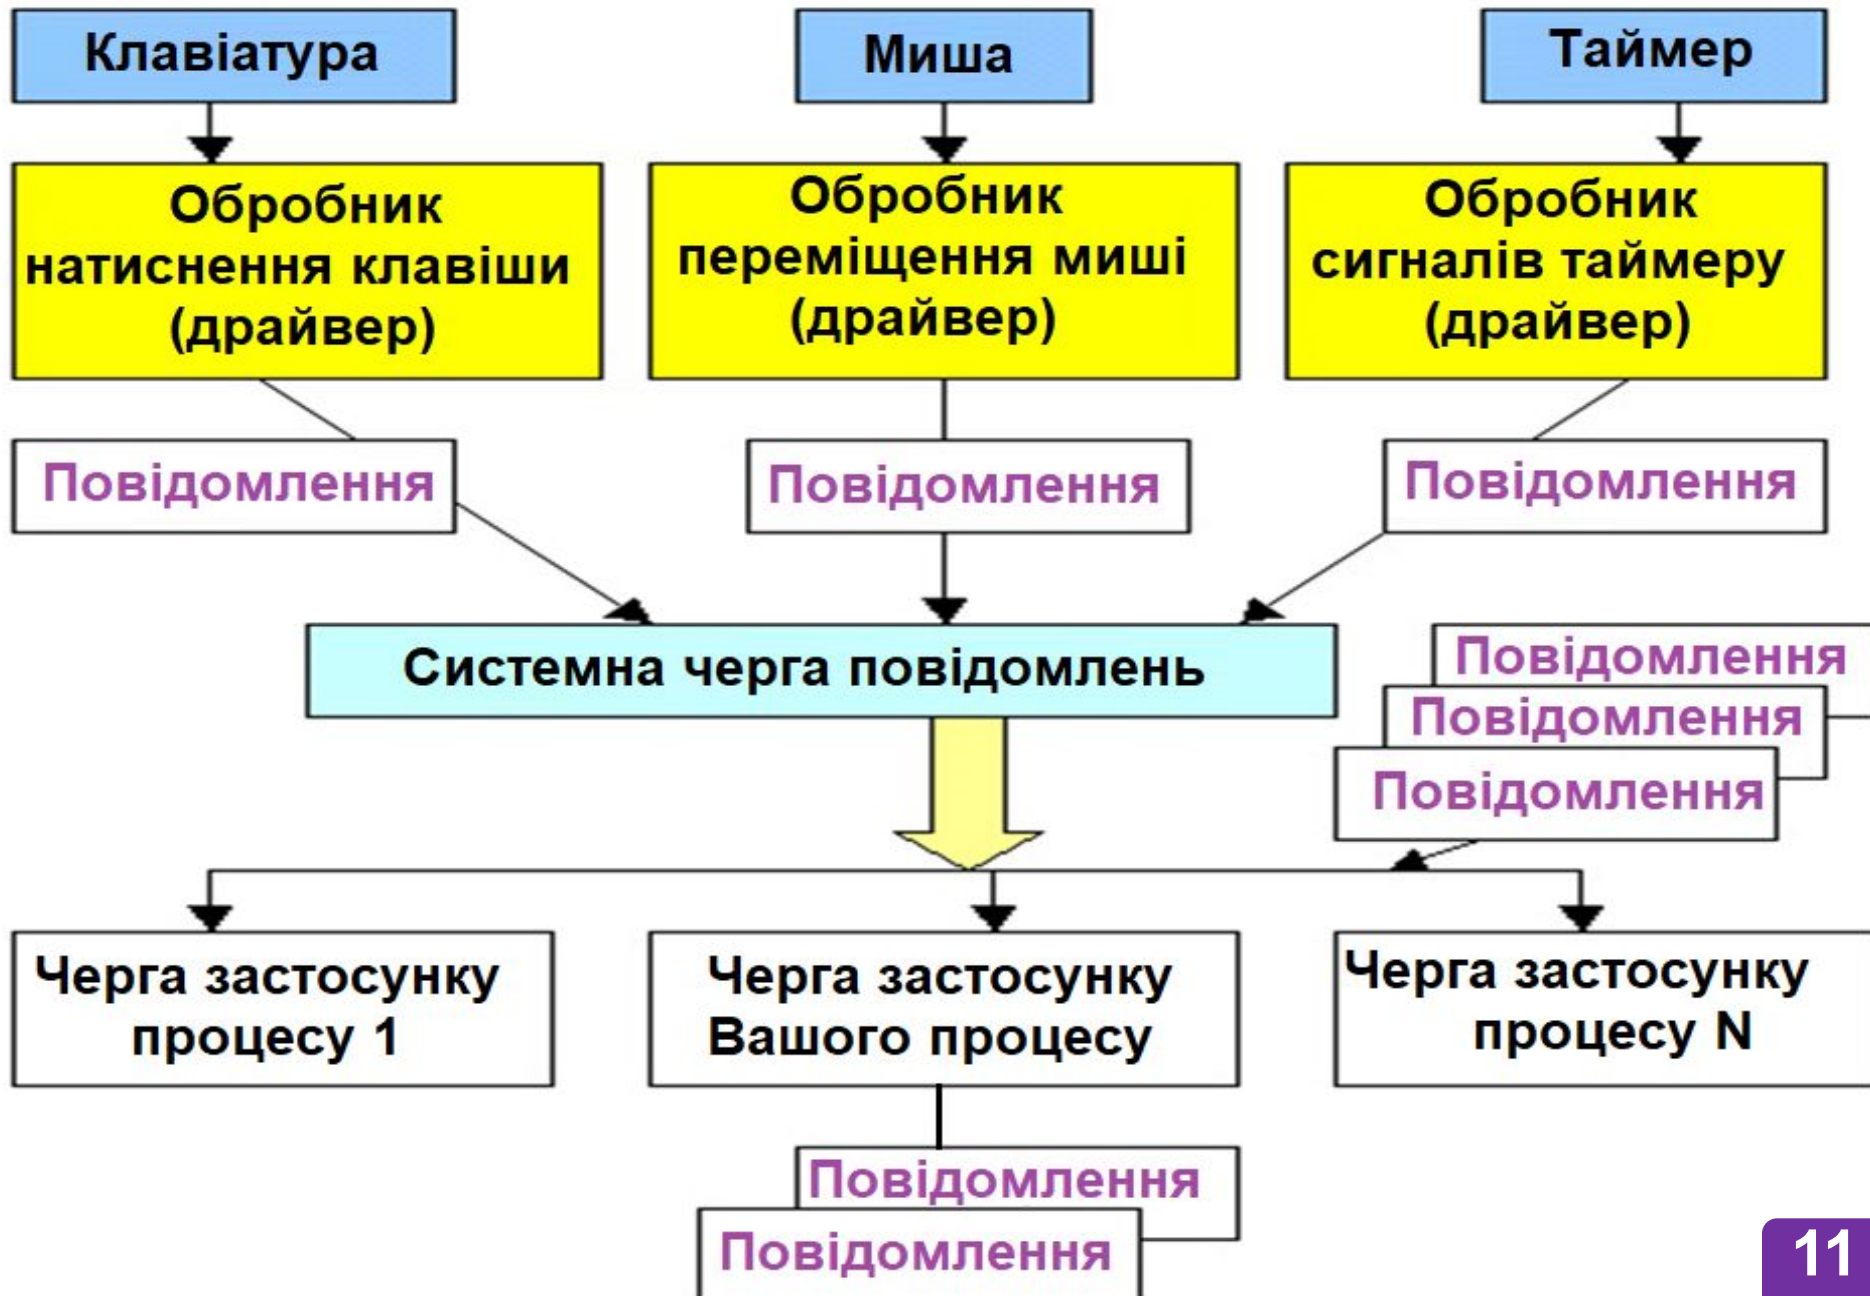 Клавіатура
Миша
Таймер
Обробник
натиснення клавіши
(драйвер)
Обробник
переміщення миші
(драйвер)
Обробник
сигналів таймеру
(драйвер)
Повідомлення
Повідомлення
Повідомлення
Системна черга повідомлень
Повідомлення
Повідомлення
Повідомлення
Черга застосунку
процесу 1
Черга застосунку
Вашого процесу
Черга застосунку
процесу N
Повідомлення
Повідомлення
11